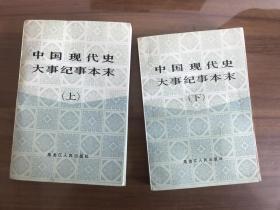 中国现代史
大事纪事本末
(上)
黑龙江人民出版社
中国现代史
大事纪事本末
(下)
黑龙江人民出版社